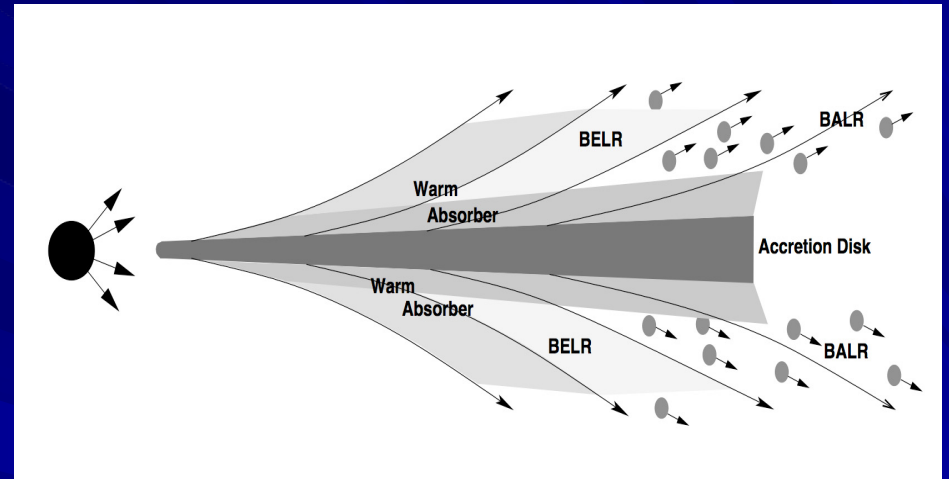 BALR
BELR
Warm
Absorber
Accretion Disk
Warm
Absorber
BELR
BALR